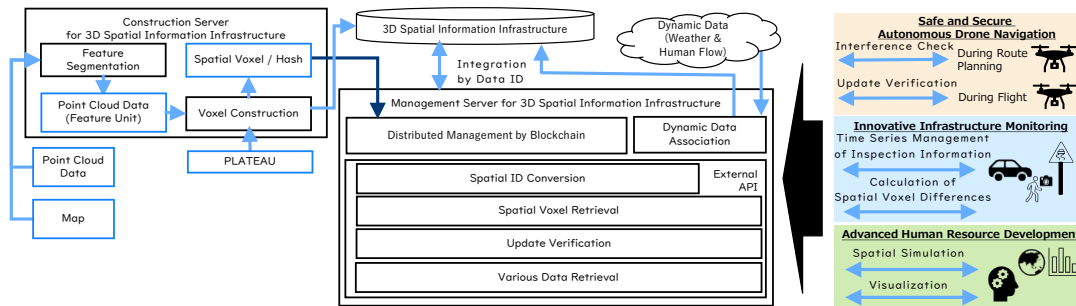 Construction Server
for 3D Spatial Information Infrastructure
Feature
Segmentation
Spatial Voxel / Hash
Point Cloud Data
(Feature Unit)
Voxel Construction
Point Cloud
Data
PLATEAU
Map
3D Spatial Information Infrastructure
Integration
by Data ID
Dynamic Data
(Weather &
Human Flow)
Management Server for 3D Spatial Information Infrastructure
Distributed Management by Blockchain
Dynamic Data
Association
Spatial ID Conversion
External
API
Spatial Voxel Retrieval
Update Verification
Various Data Retrieval
Safe and Secure
Autonomous Drone Navigation
Interference Check
During Route
Planning
Update Verification
During Flight
Innovative Infrastructure Monitoring
Time Series Management
of Inspection Information
Calculation of
Spatial Voxel Differences
Advanced Human Resource Development
Spatial Simulation
Visualization